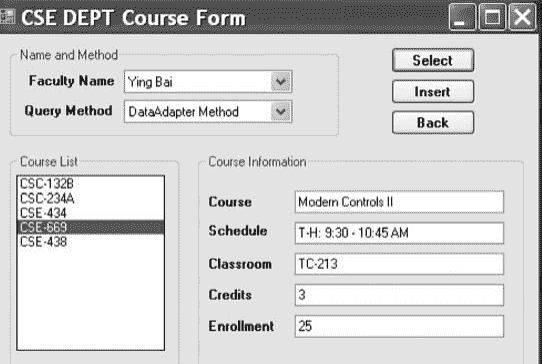 CSE DEPT Course Form
Name and Method
Faculty Name Ying Bai
Query Method DataAdapter Method
Select
Insert
Back
Course List
CSC-132B
CSC-234A
CSE-434
CSE-669
CSE-438
Course Information
Course Modern Controls II
Schedule T-H: 9:30 - 10:45 AM
Classroom TC-213
Credits 3
Enrollment 25